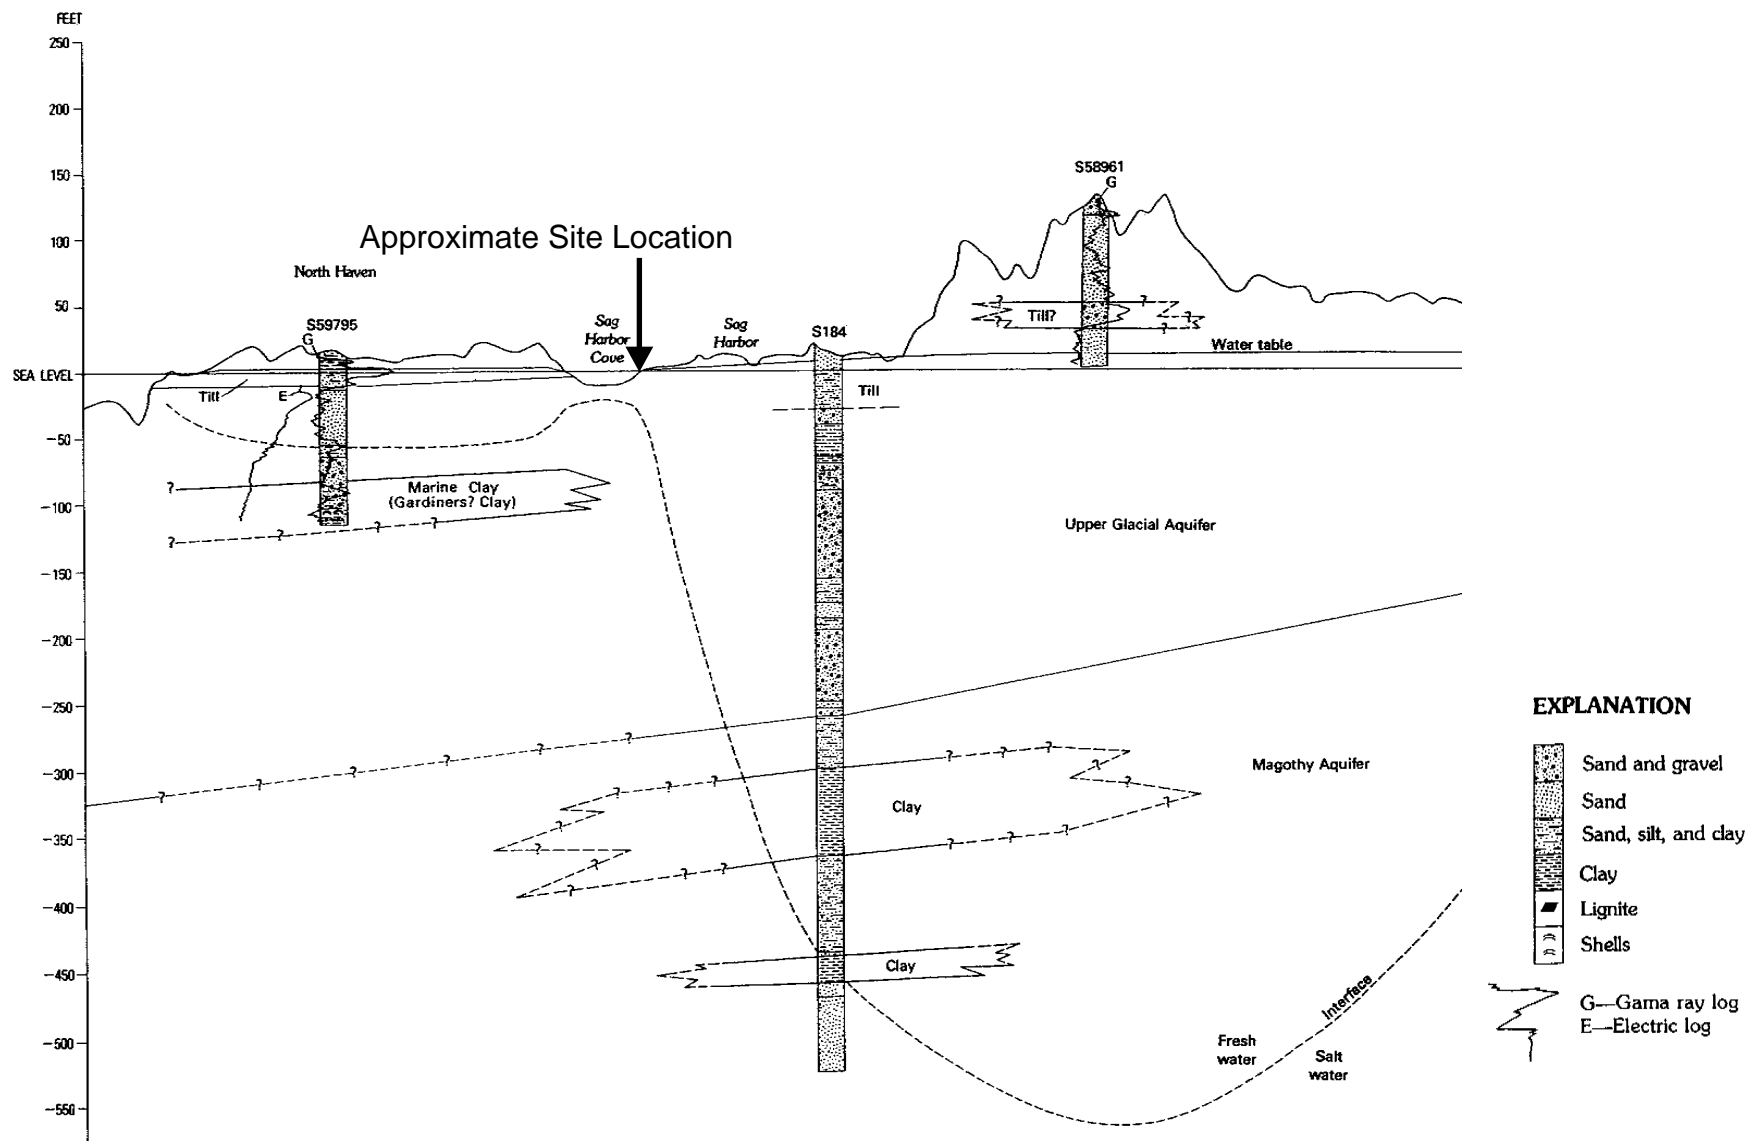 FEET
250
200
150
100
50
SEA LEVEL
-50
-100
-150
-200
-250
-300
-350
-400
-450
-500
-550
Approximate Site Location
North Haven
S59795
G
Sag
Harbor
Cove
Sag
Harbor
S184
S58961
G
? ?
Till?
? ? ?
Water table
Till
E
Till
?
Marine Clay
(Gardiners? Clay)
? ? ? ?
Upper Glacial Aquifer
? ? ? ? ? ?
? ? ? ? ? ?
? ?
Magothy Aquifer
Clay
? ?
? ?
? ? ? ? ? ?
Clay
Interface
Fresh
water
Salt
water
EXPLANATION
Sand and gravel
Sand
Sand, silt, and clay
Clay
Lignite
Shells
G—Gama ray log
E—Electric log